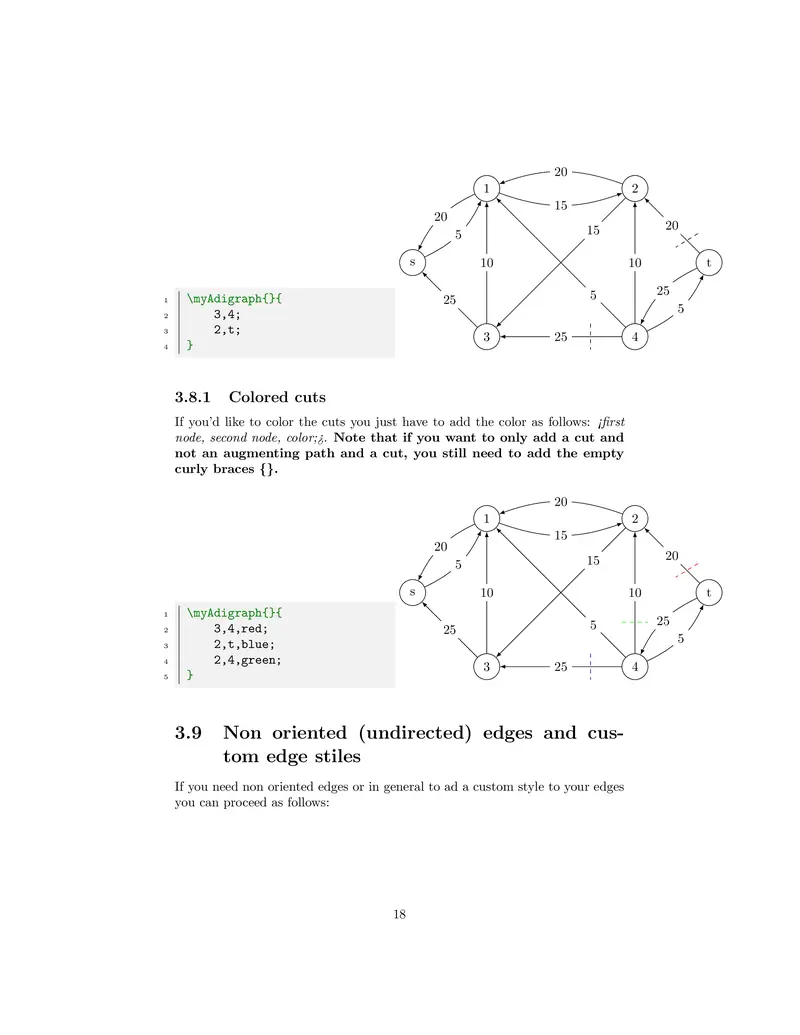 20
1
2
15
20
15
20
5
s
10
10
t
25
5
25
5
3
25
4
1 \myAdigraph{}{
2 3,4;
3 2,t;
4 }
3.8.1 Colored cuts
If you'd like to color the cuts you just have to add the color as follows: ¡first
node, second node, color;¿. Note that if you want to only add a cut and
not an augmenting path and a cut, you still need to add the empty
curly braces {}.
20
1
2
15
20
15
20
5
s
10
10
t
25
5
25
5
3
25
4
1 \myAdigraph{}{
2 3,4,red;
3 2,t,blue;
4 2,4,green;
5 }
3.9 Non oriented (undirected) edges and cus-
tom edge stiles
If you need non oriented edges or in general to ad a custom style to your edges
you can proceed as follows:
18